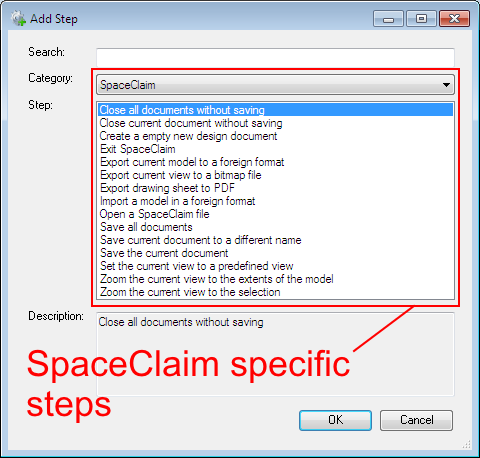 Add Step
Search:
Category:
SpaceClaim
Step:
Close all documents without saving
Close current document without saving
Create a empty new design document
Exit SpaceClaim
Export current model to a foreign format
Export current view to a bitmap file
Export drawing sheet to PDF
Import a model in a foreign format
Open a SpaceClaim file
Save all documents
Save current document to a different name
Save the current document
Set the current view to a predefined view
Zoom the current view to the extents of the model
Zoom the current view to the selection
Description:
Close all documents without saving
SpaceClaim specific
steps
OK
Cancel